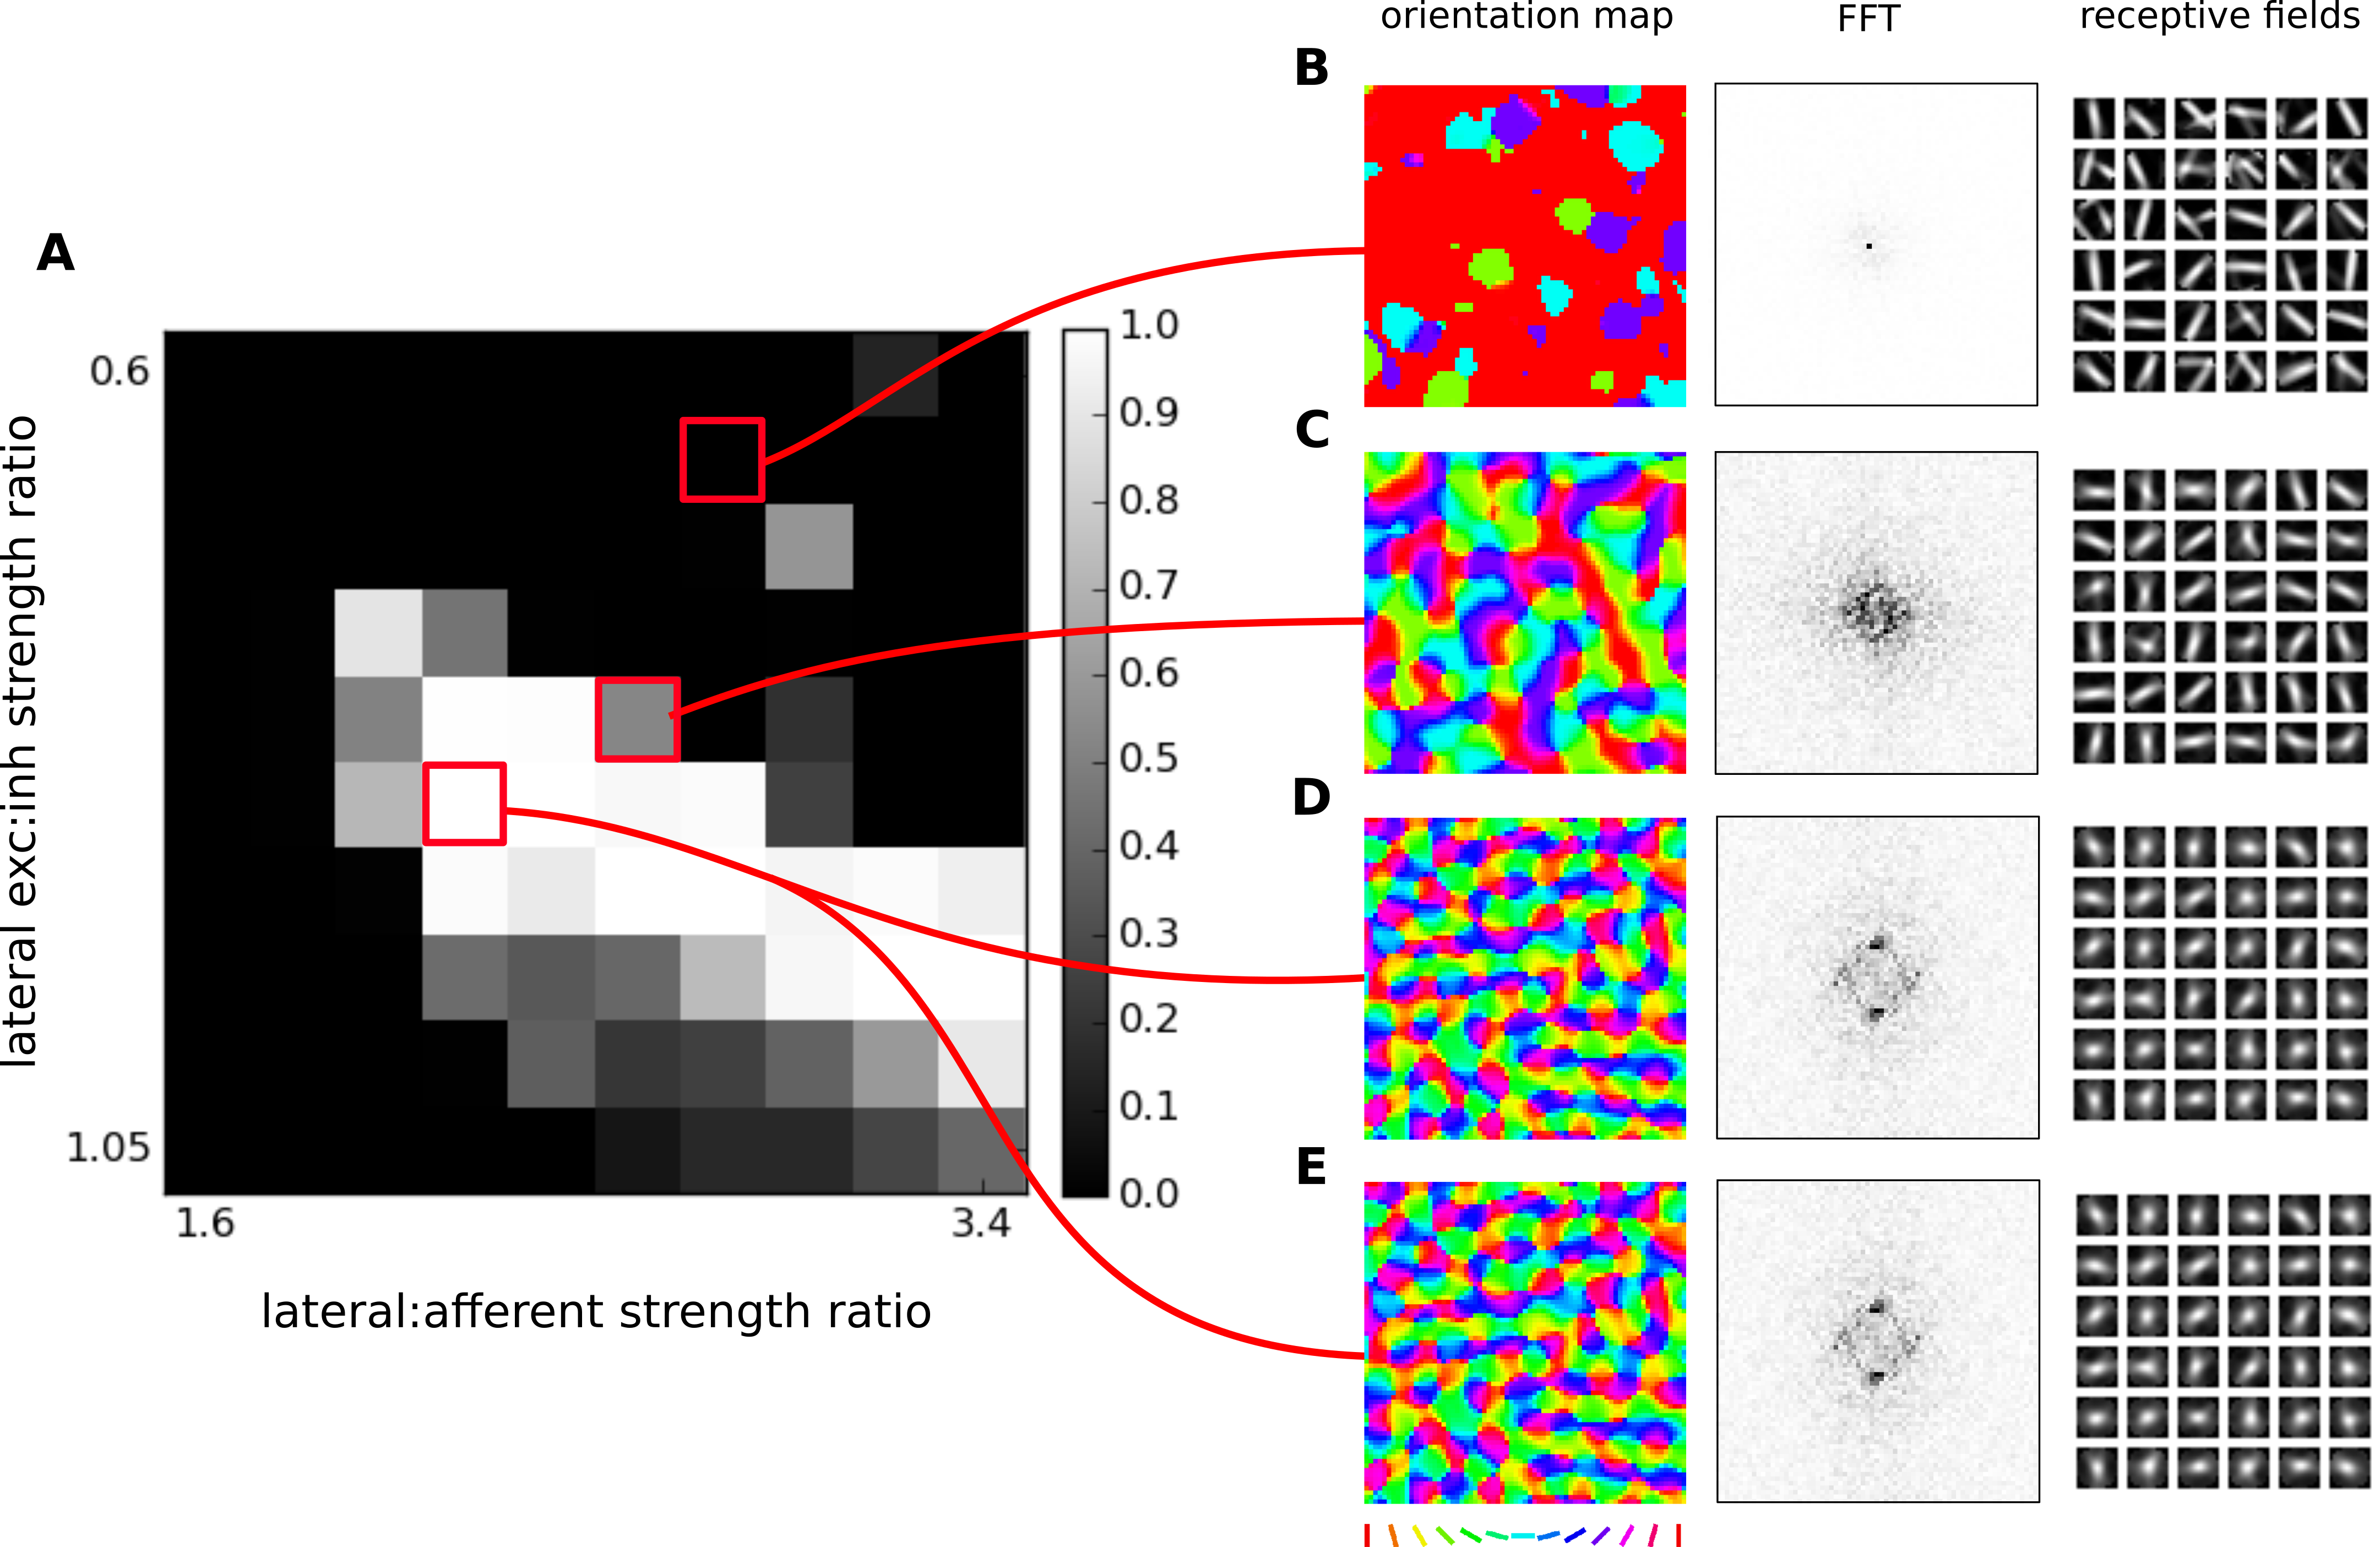 orientation map
FFT
receptive fields
B
A
C
D
E
lateral exc:inh strength ratio
0.6
1.05
1.6
3.4
lateral:afferent strength ratio
1.0
0.9
0.8
0.7
0.6
0.5
0.4
0.3
0.2
0.1
0.0